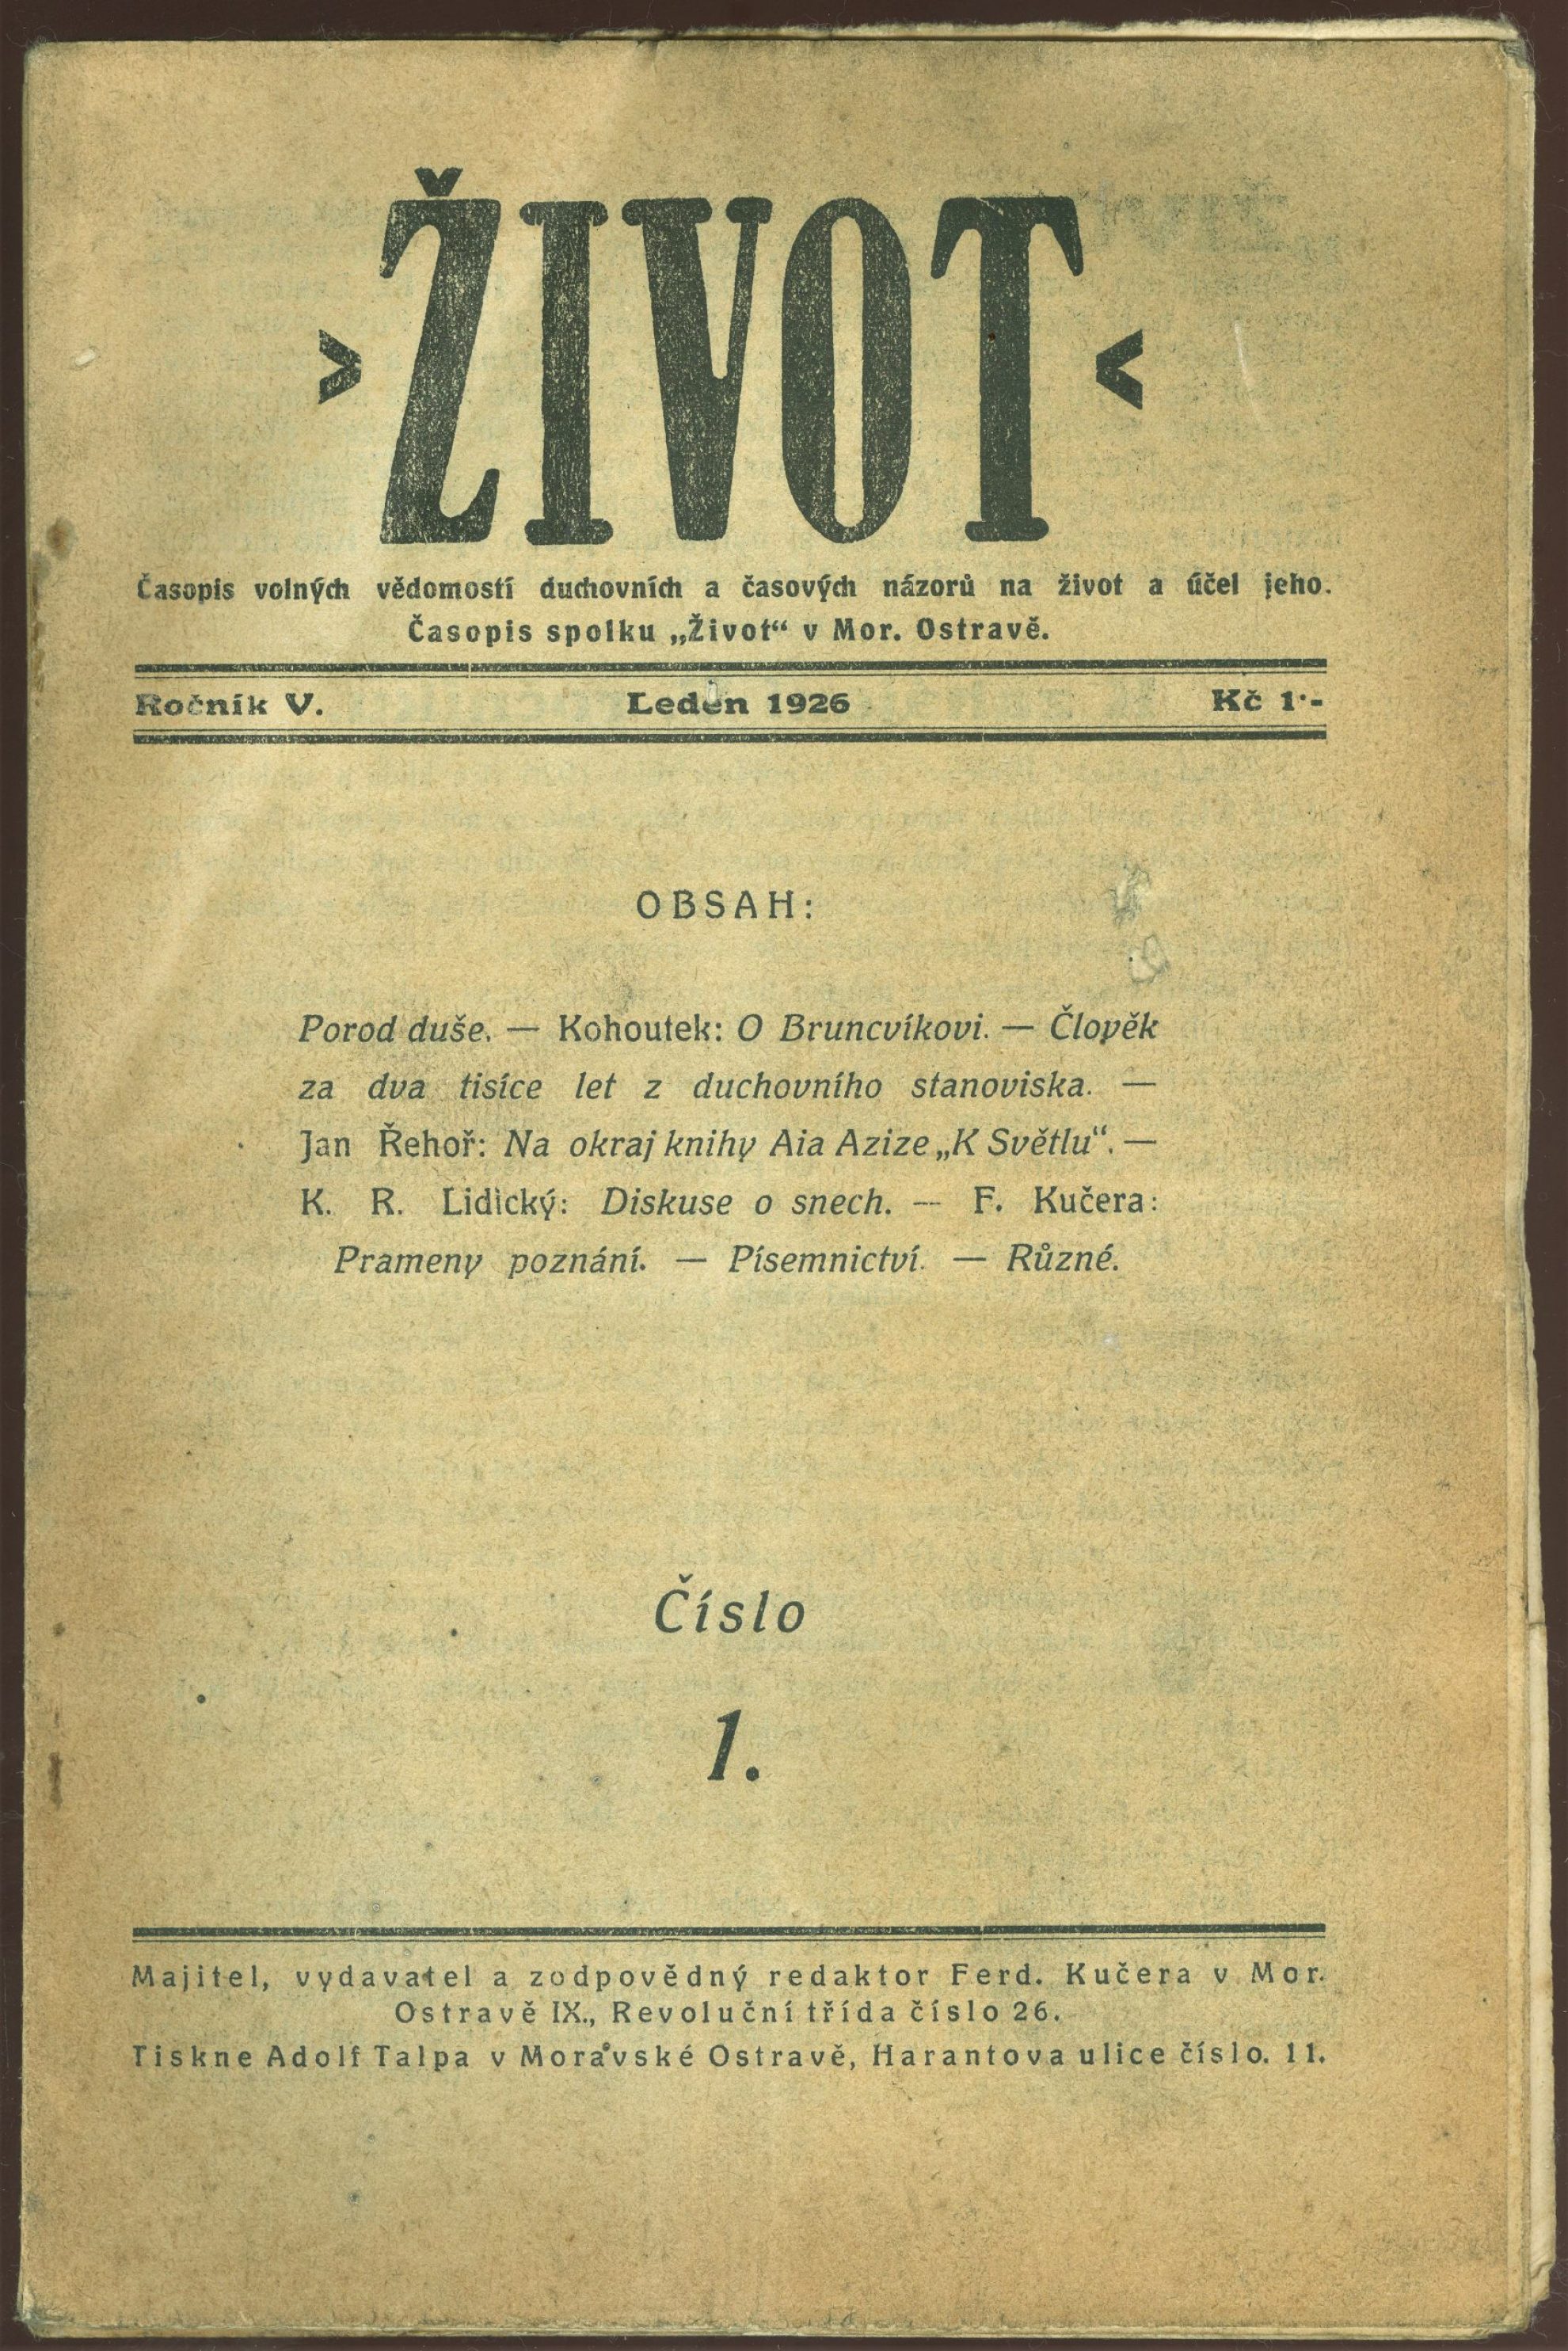 ›ŽIVOT‹
Časopis volných vědomostí duchovních a časových názorů na život a účel jeho.
Časopis spolku „Život“ v Mor. Ostravě.
Ročník V. Leden 1926 Kč 1·-
OBSAH:
Porod duše. — Kohoutek: O Bruncvíkovi. — Člopěk
za dva tisíce let z duchovního stanoviska. —
Jan Řehoř: Na okraj knihy Aia Azize „K Světlu“. —
K. R. Lidický: Diskuse o snech. — F. Kučera:
Prameny poznání. — Písemnictví. — Různé.
Číslo
1.
Majitel, vydavatel a zodpovědný redaktor Ferd. Kučera v Mor.
Ostravě IX., Revoluční třída číslo 26.
Tiskne Adolf Talpa v Moravské Ostravě, Harantova ulice číslo. 11.